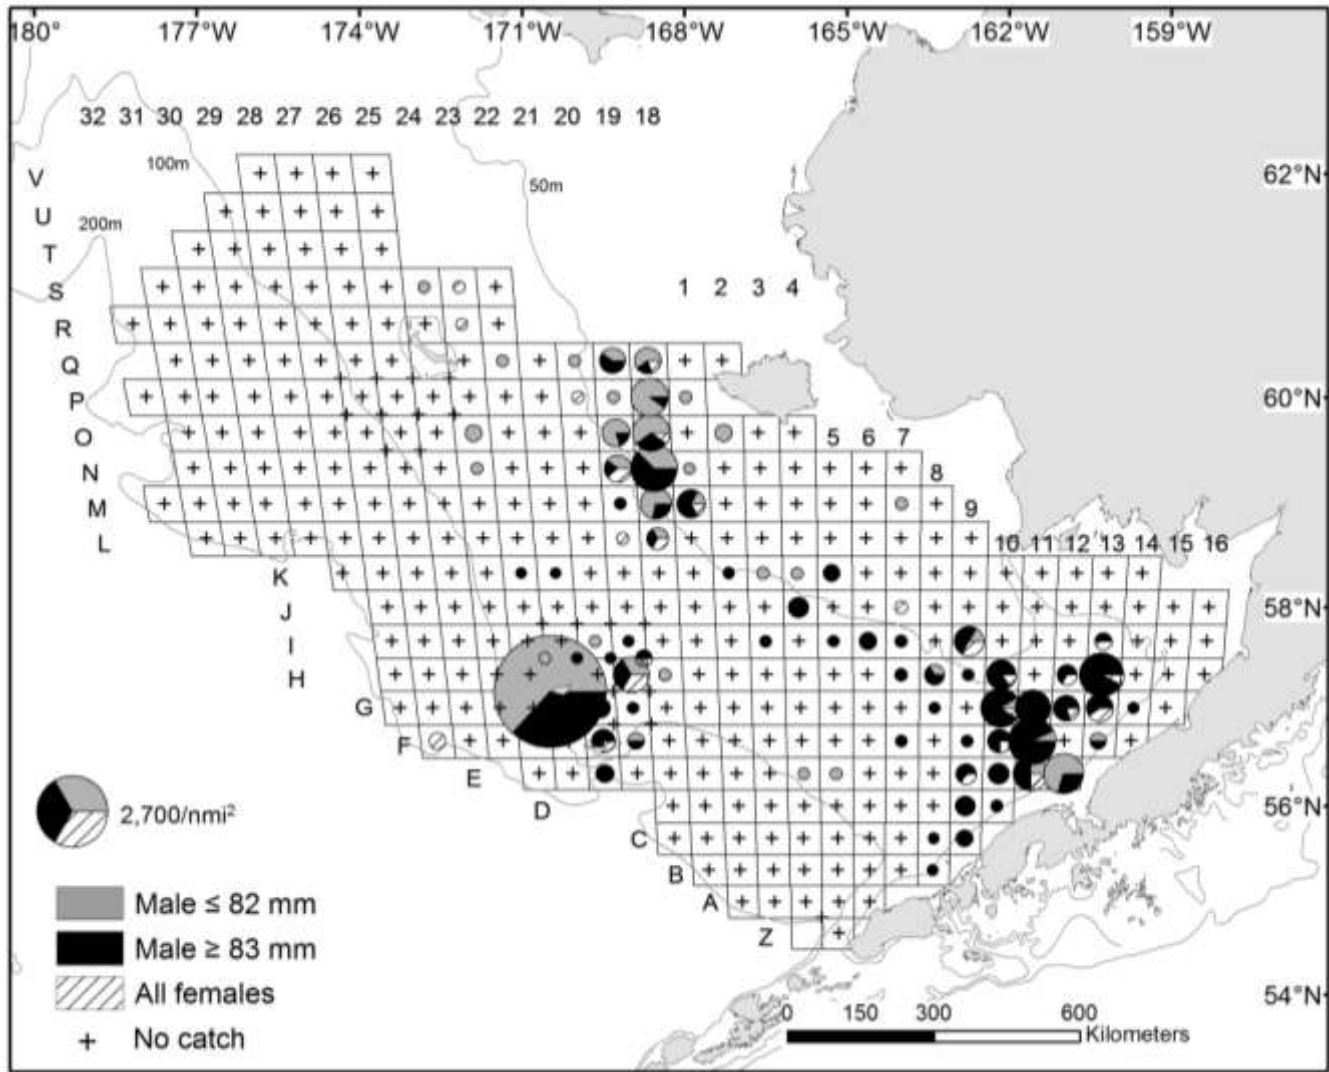 180° 177°W 174°W 171°W 168°W 165°W 162°W 159°W
32 31 30 29 28 27 26 25 24 23 22 21 20 19 18
100m
50m
62°N
V
U
200m
T
S
1 2 3 4
R
Q
P
60°N
O
5 6 7
N
8
M
9
L
10 11 12 13 14 15 16
K
J
58°N
I
H
G
F
E
D
56°N
2,700/nmi²
C
B
Male ≤ 82 mm
A
Male ≥ 83 mm
Z
All females
54°N
No catch
0 150 300 600
Kilometers